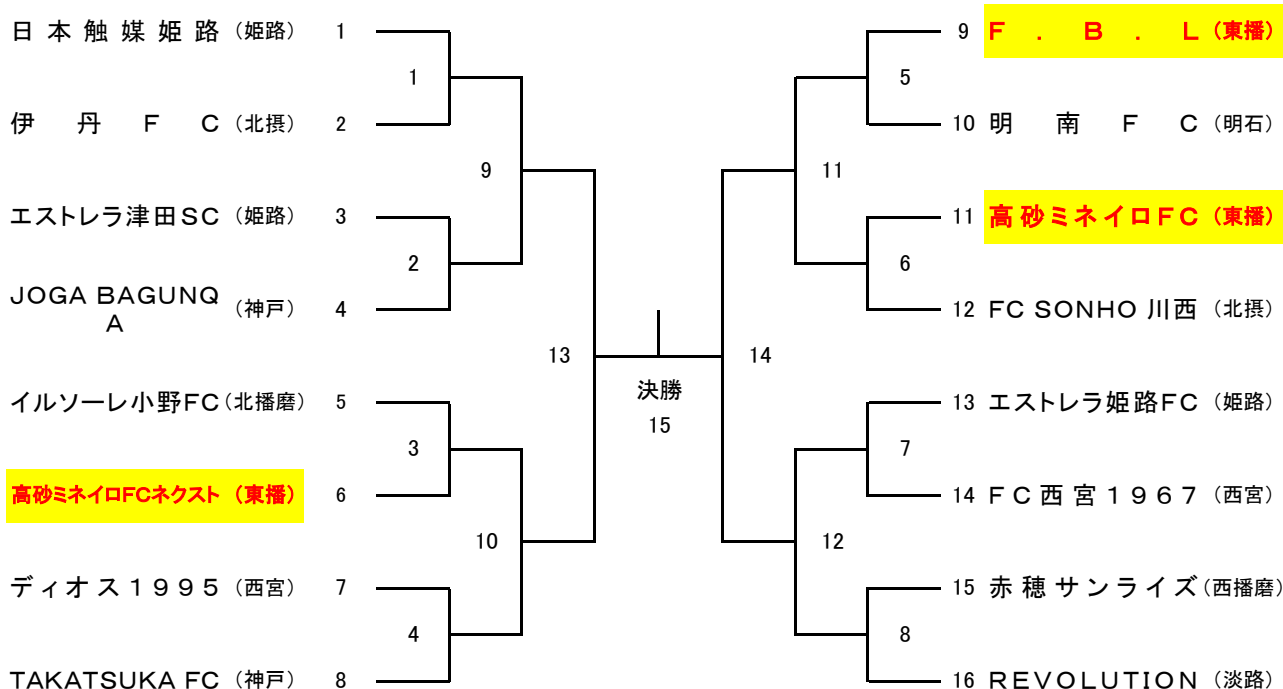 日本触媒姫路 (姫路) 1
1
伊丹FC (北摂) 2
9
エストレラ津田SC (姫路) 3
2
JOGA BAGUNQ
A (神戸) 4
13
イルソーレ小野FC (北播磨) 5
3
高砂ミネイロFCネクスト (東播) 6
10
ディオス1995 (西宮) 7
4
TAKATSUKA FC (神戸) 8
決勝
15
9 F.B.L (東播)
5
10 明南FC (明石)
11
11 高砂ミネイロFC (東播)
6
12 FC SONHO 川西 (北摂)
14
13 エストレラ姫路FC (姫路)
7
14 FC西宮1967 (西宮)
12
15 赤穂サンライズ (西播磨)
8
16 REVOLUTION (淡路)